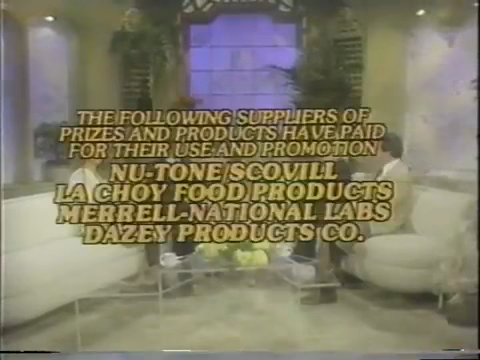 THE FOLLOWING SUPPLIERS OF
PRIZES AND PRODUCTS HAVE PAID
FOR THEIR USE AND PROMOTION
NU-TONE/SCOVILL
LA CHOY FOOD PRODUCTS
MERRELL-NATIONAL LABS
DAZEY PRODUCTS CO.